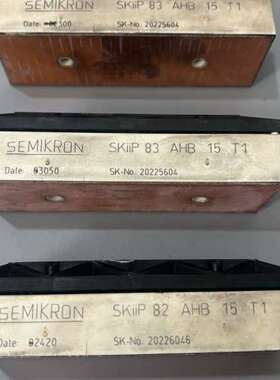 SEMIKRON SKiiP 83 AHB 15 T1
Date: 02300 SK-No. 20225604
SEMIKRON SKiiP 83 AHB 15 T1
Date: 03050 SK-No. 20225604
SEMIKRON SKiiP 82 AHB 15 T1
Date: 02420 SK-No. 20226046